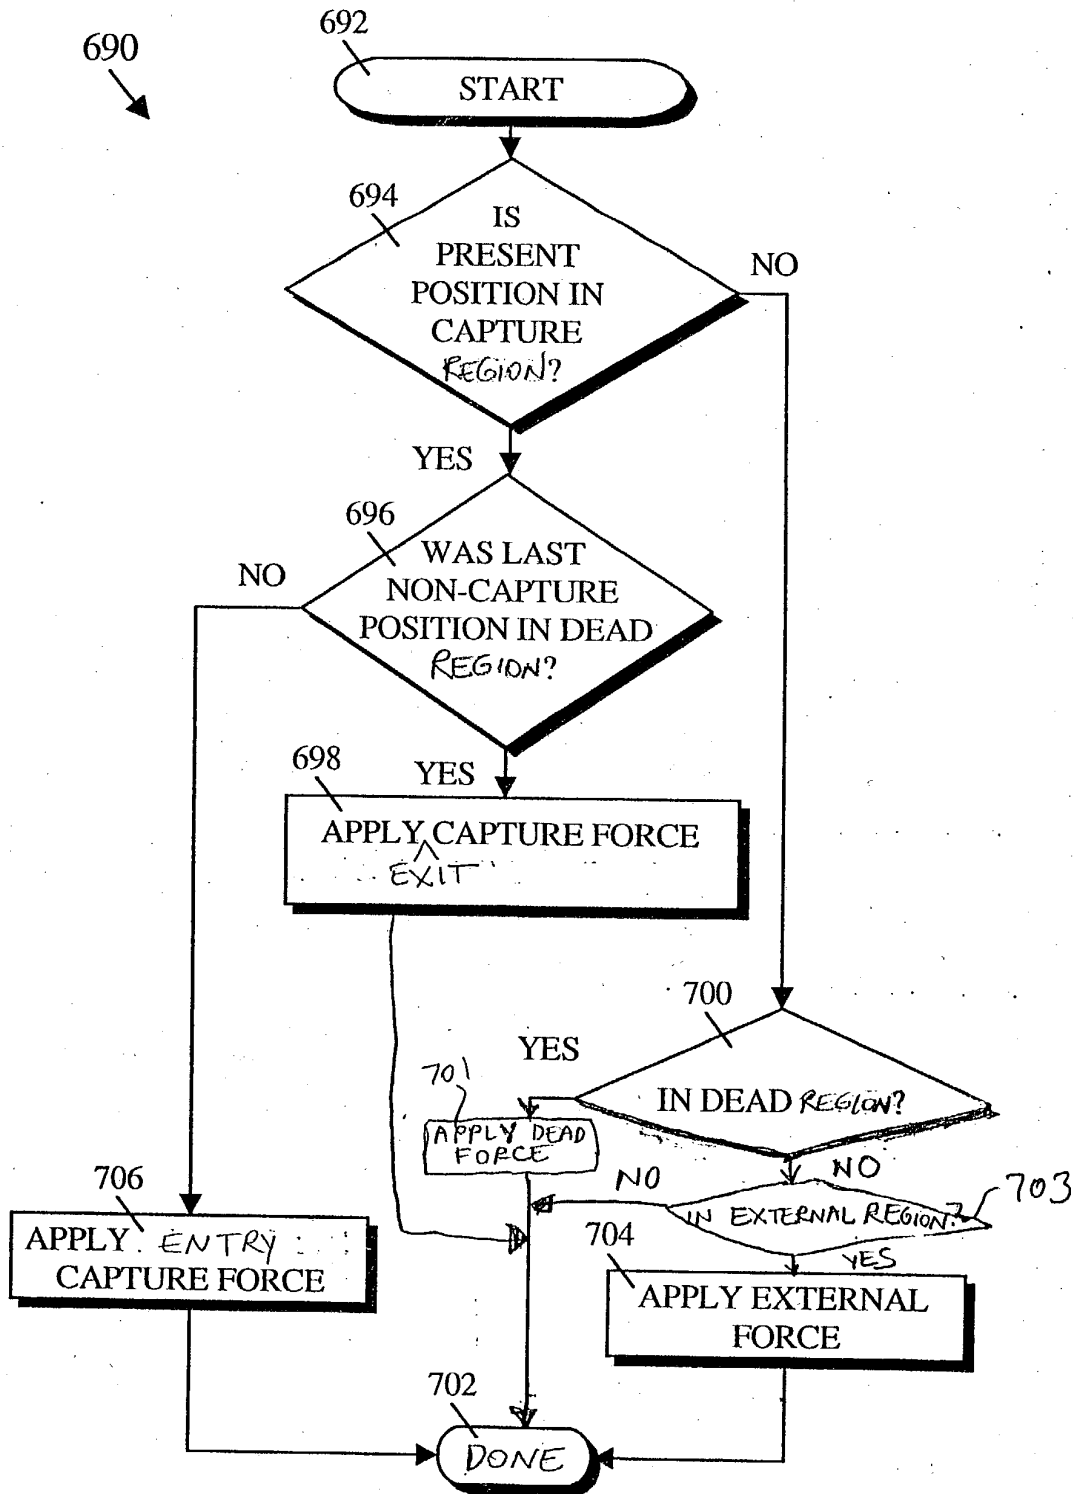 692
690
START
694
IS
PRESENT
POSITION IN
CAPTURE
REGION?
NO
YES
696
WAS LAST
NON-CAPTURE
POSITION IN DEAD
REGION?
NO
YES
698
APPLY CAPTURE FORCE
EXIT
700
YES
IN DEAD REGION?
701
APPLY DEAD
FORCE
NO
NO
703
IN EXTERNAL REGION?
706
APPLY ENTRY
CAPTURE FORCE
704
YES
APPLY EXTERNAL
FORCE
702
DONE